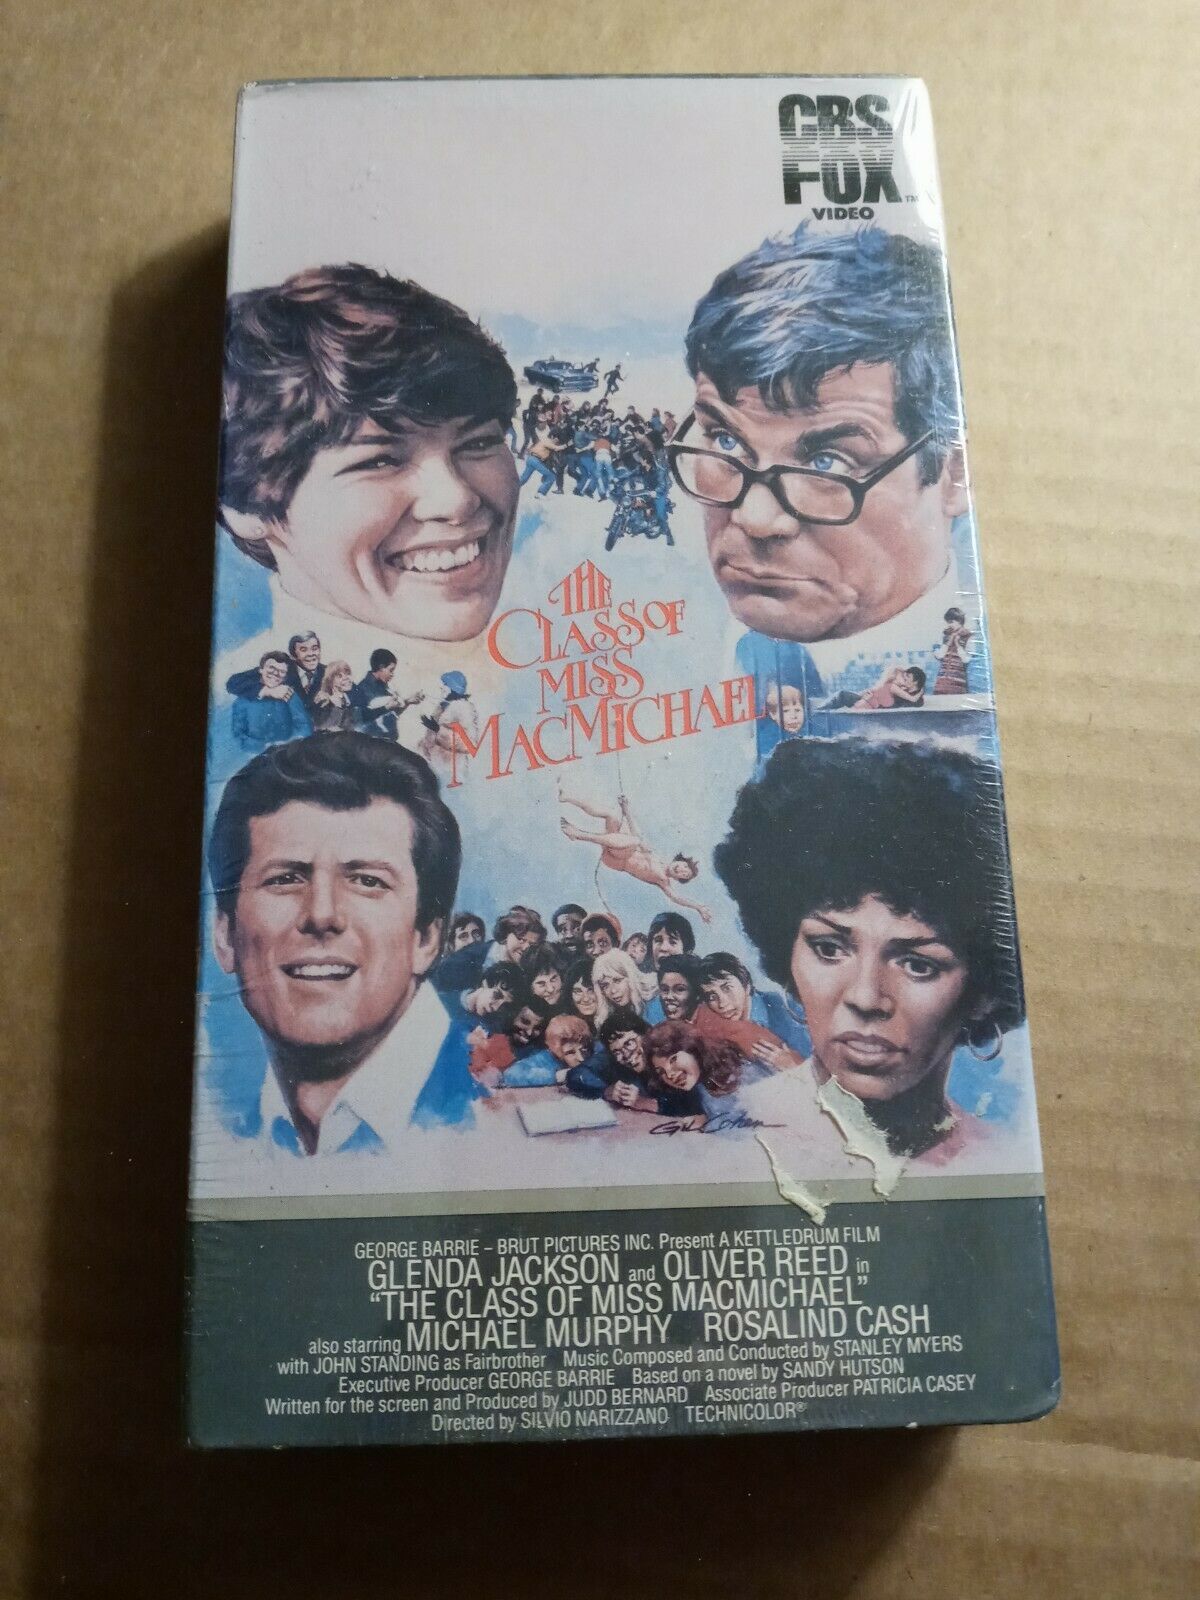 CBS
FOX
VIDEO
TM
THE
CLASS OF
MISS
MACMICHAEL
Gil Cohen
GEORGE BARRIE – BRUT PICTURES INC. Present A KETTLEDRUM FILM
GLENDA JACKSON and OLIVER REED in
"THE CLASS OF MISS MACMICHAEL"
also starring MICHAEL MURPHY ROSALIND CASH
with JOHN STANDING as Fairbrother Music Composed and Conducted by STANLEY MYERS
Executive Producer GEORGE BARRIE Based on a novel by SANDY HUTSON
Written for the screen and Produced by JUDD BERNARD Associate Producer PATRICIA CASEY
Directed by SILVIO NARIZZANO TECHNICOLOR®